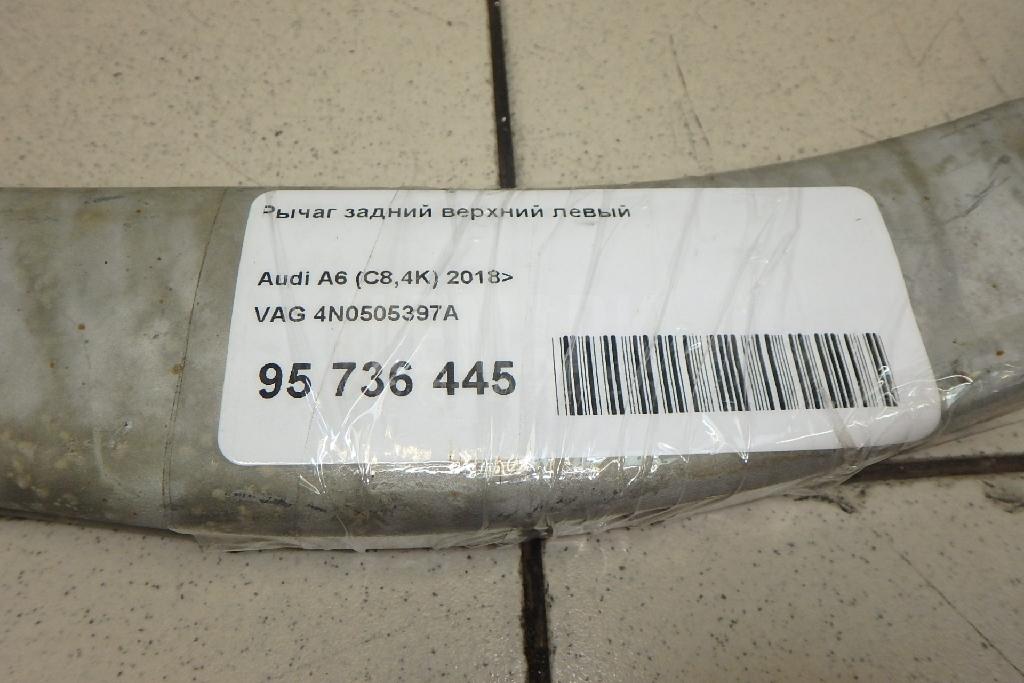 Рычаг задний верхний левый
Audi A6 (C8,4K) 2018>
VAG 4N0505397A
95 736 445